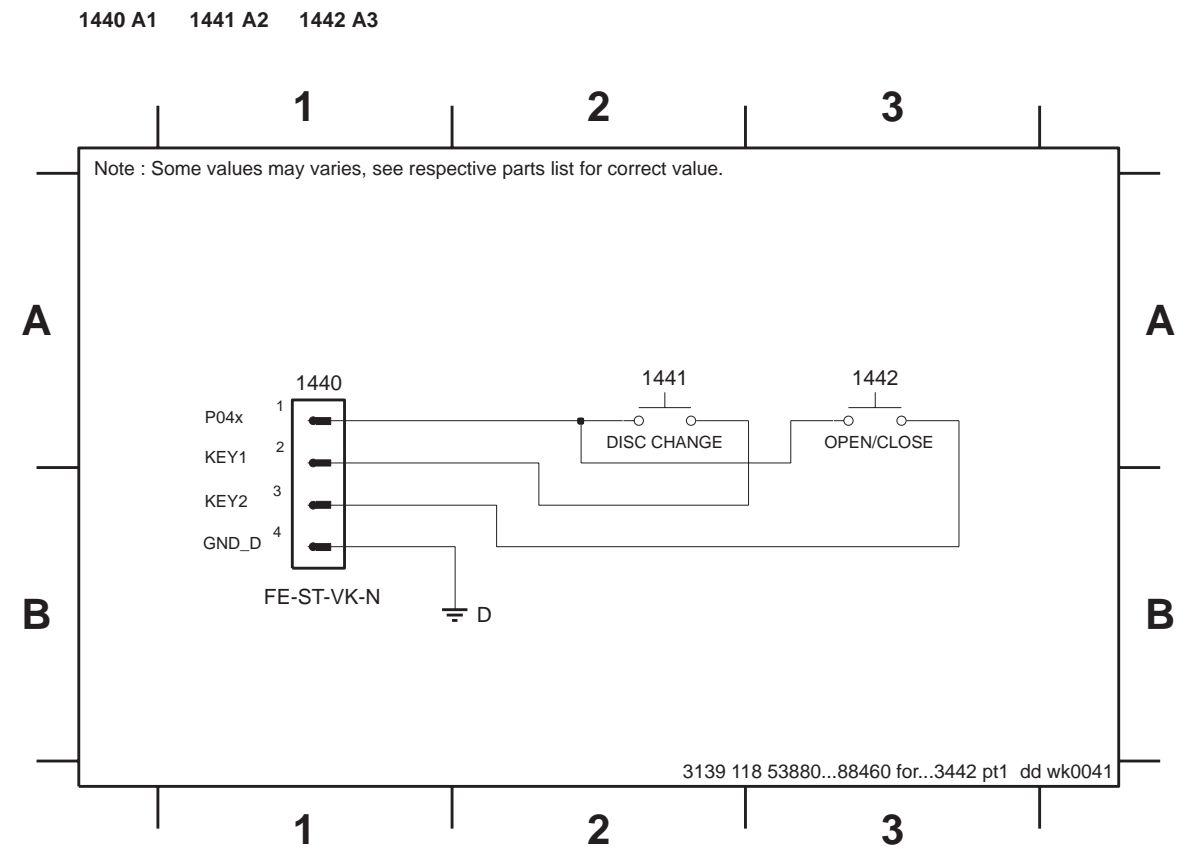 1440 A1 1441 A2 1442 A3
1 2 3
Note : Some values may varies, see respective parts list for correct value.
A A
1440 1441 1442
P04x 1
DISC CHANGE OPEN/CLOSE
KEY1 2
KEY2 3
GND_D 4
FE-ST-VK-N
D
B B
3139 118 53880...88460 for...3442 pt1 dd wk0041
1 2 3